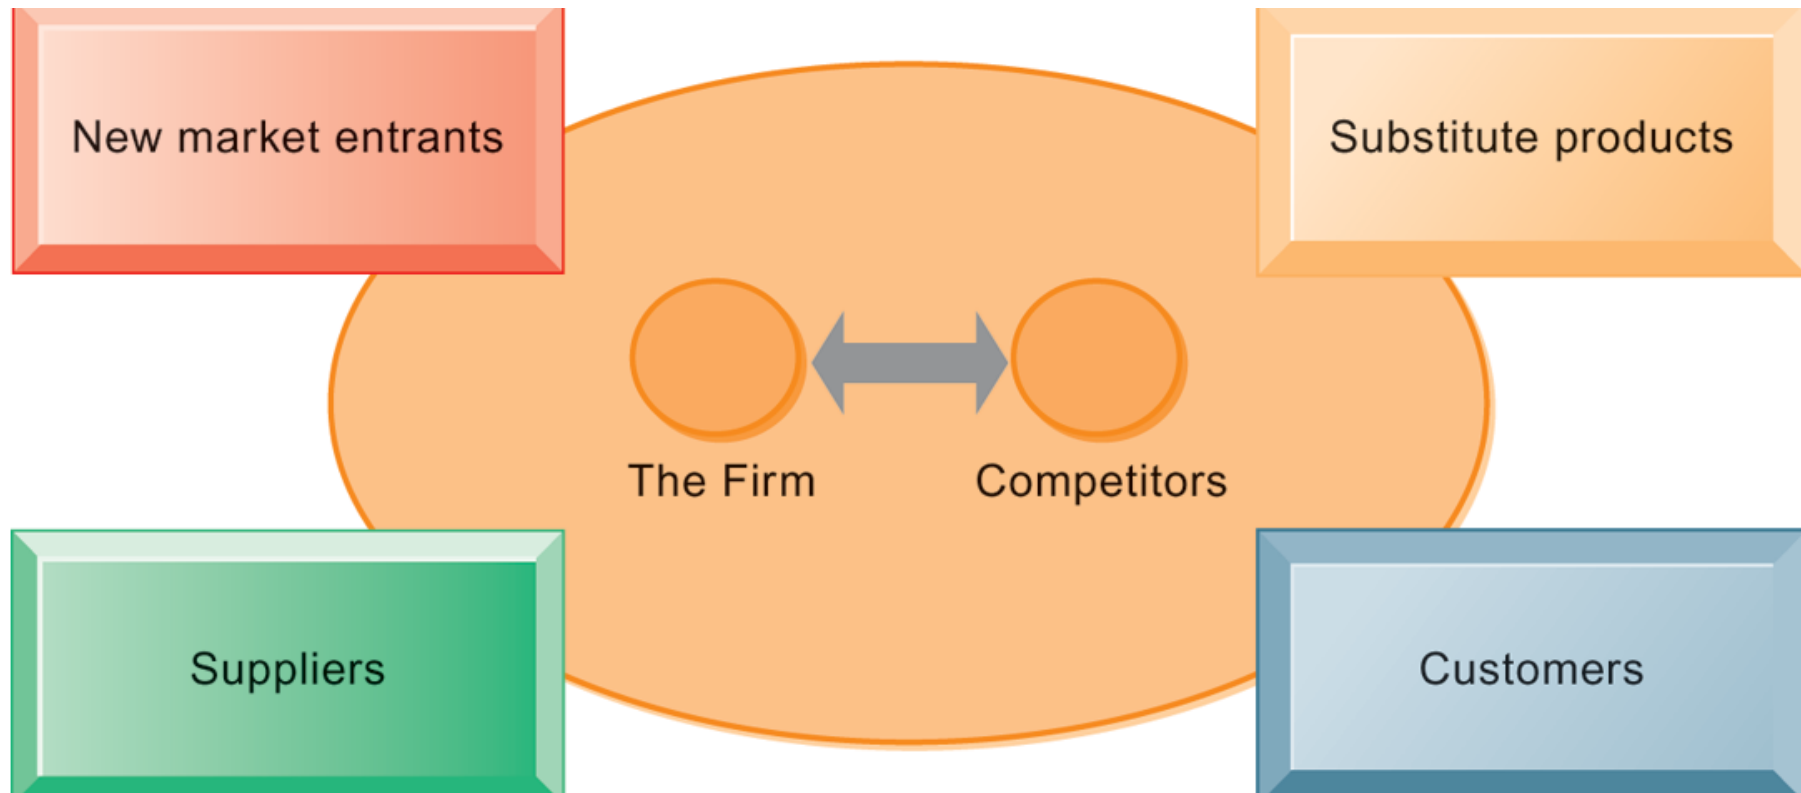 New market entrants
Substitute products
The Firm
Competitors
Suppliers
Customers